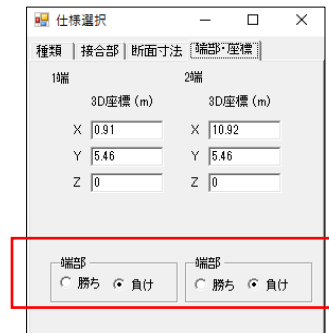 仕様選択
種類 接合部 断面寸法 端部・座標
1端 2端
3D座標 (m) 3D座標 (m)
X 0.91 X 10.92
Y 5.46 Y 5.46
Z 0 Z 0
端部 端部
勝ち 負け 勝ち 負け